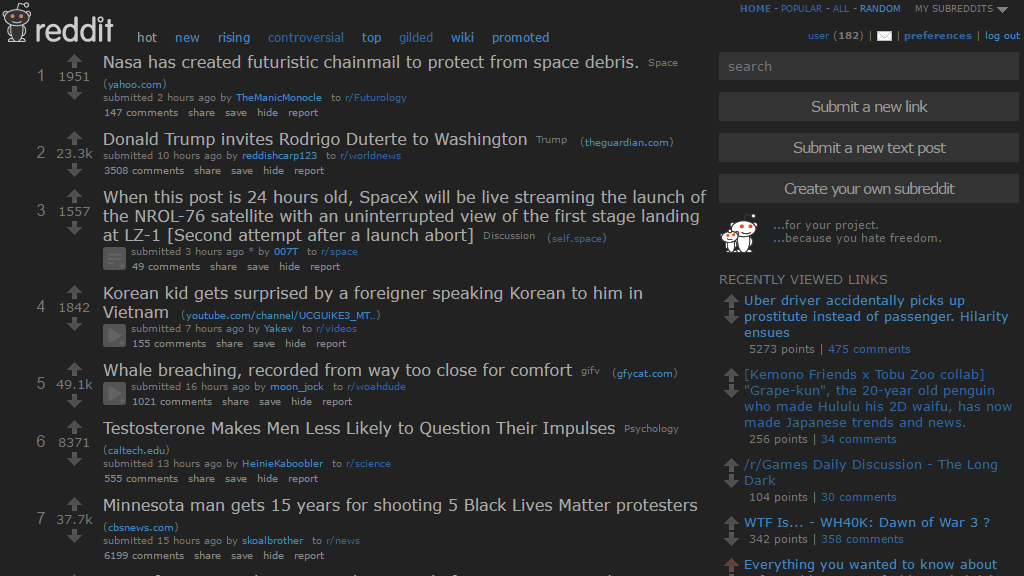 HOME - POPULAR - ALL - RANDOM MY SUBREDDITS
reddit
hot new rising controversial top gilded wiki promoted
user (182) | | preferences | log out
1
1951
Nasa has created futuristic chainmail to protect from space debris. Space
(yahoo.com)
submitted 2 hours ago by TheManicMonocle to r/Futurology
147 comments share save hide report
2
23.3k
Donald Trump invites Rodrigo Duterte to Washington Trump (theguardian.com)
submitted 10 hours ago by reddishcarp123 to r/worldnews
3508 comments share save hide report
3
1557
When this post is 24 hours old, SpaceX will be live streaming the launch of
the NROL-76 satellite with an uninterrupted view of the first stage landing
at LZ-1 [Second attempt after a launch abort] Discussion (self.space)
submitted 3 hours ago * by 007T to r/space
49 comments share save hide report
4
1842
Korean kid gets surprised by a foreigner speaking Korean to him in
Vietnam (youtube.com/channel/UCGUiKE3_MT..)
submitted 7 hours ago by Yakev to r/videos
155 comments share save hide report
5
49.1k
Whale breaching, recorded from way too close for comfort gifv (gfycat.com)
submitted 16 hours ago by moon_jock to r/woahdude
1021 comments share save hide report
6
8371
Testosterone Makes Men Less Likely to Question Their Impulses Psychology
(caltech.edu)
submitted 13 hours ago by HeinieKaboobler to r/science
555 comments share save hide report
7
37.7k
Minnesota man gets 15 years for shooting 5 Black Lives Matter protesters
(cbsnews.com)
submitted 15 hours ago by skoalbrother to r/news
6199 comments share save hide report
search
Submit a new link
Submit a new text post
Create your own subreddit
...for your project.
...because you hate freedom.
RECENTLY VIEWED LINKS
Uber driver accidentally picks up
prostitute instead of passenger. Hilarity
ensues
5273 points | 475 comments
[Kemono Friends x Tobu Zoo collab]
"Grape-kun", the 20-year old penguin
who made Hululu his 2D waifu, has now
made Japanese trends and news.
256 points | 34 comments
/r/Games Daily Discussion - The Long
Dark
104 points | 30 comments
WTF Is... - WH40K: Dawn of War 3 ?
342 points | 358 comments
Everything you wanted to know about